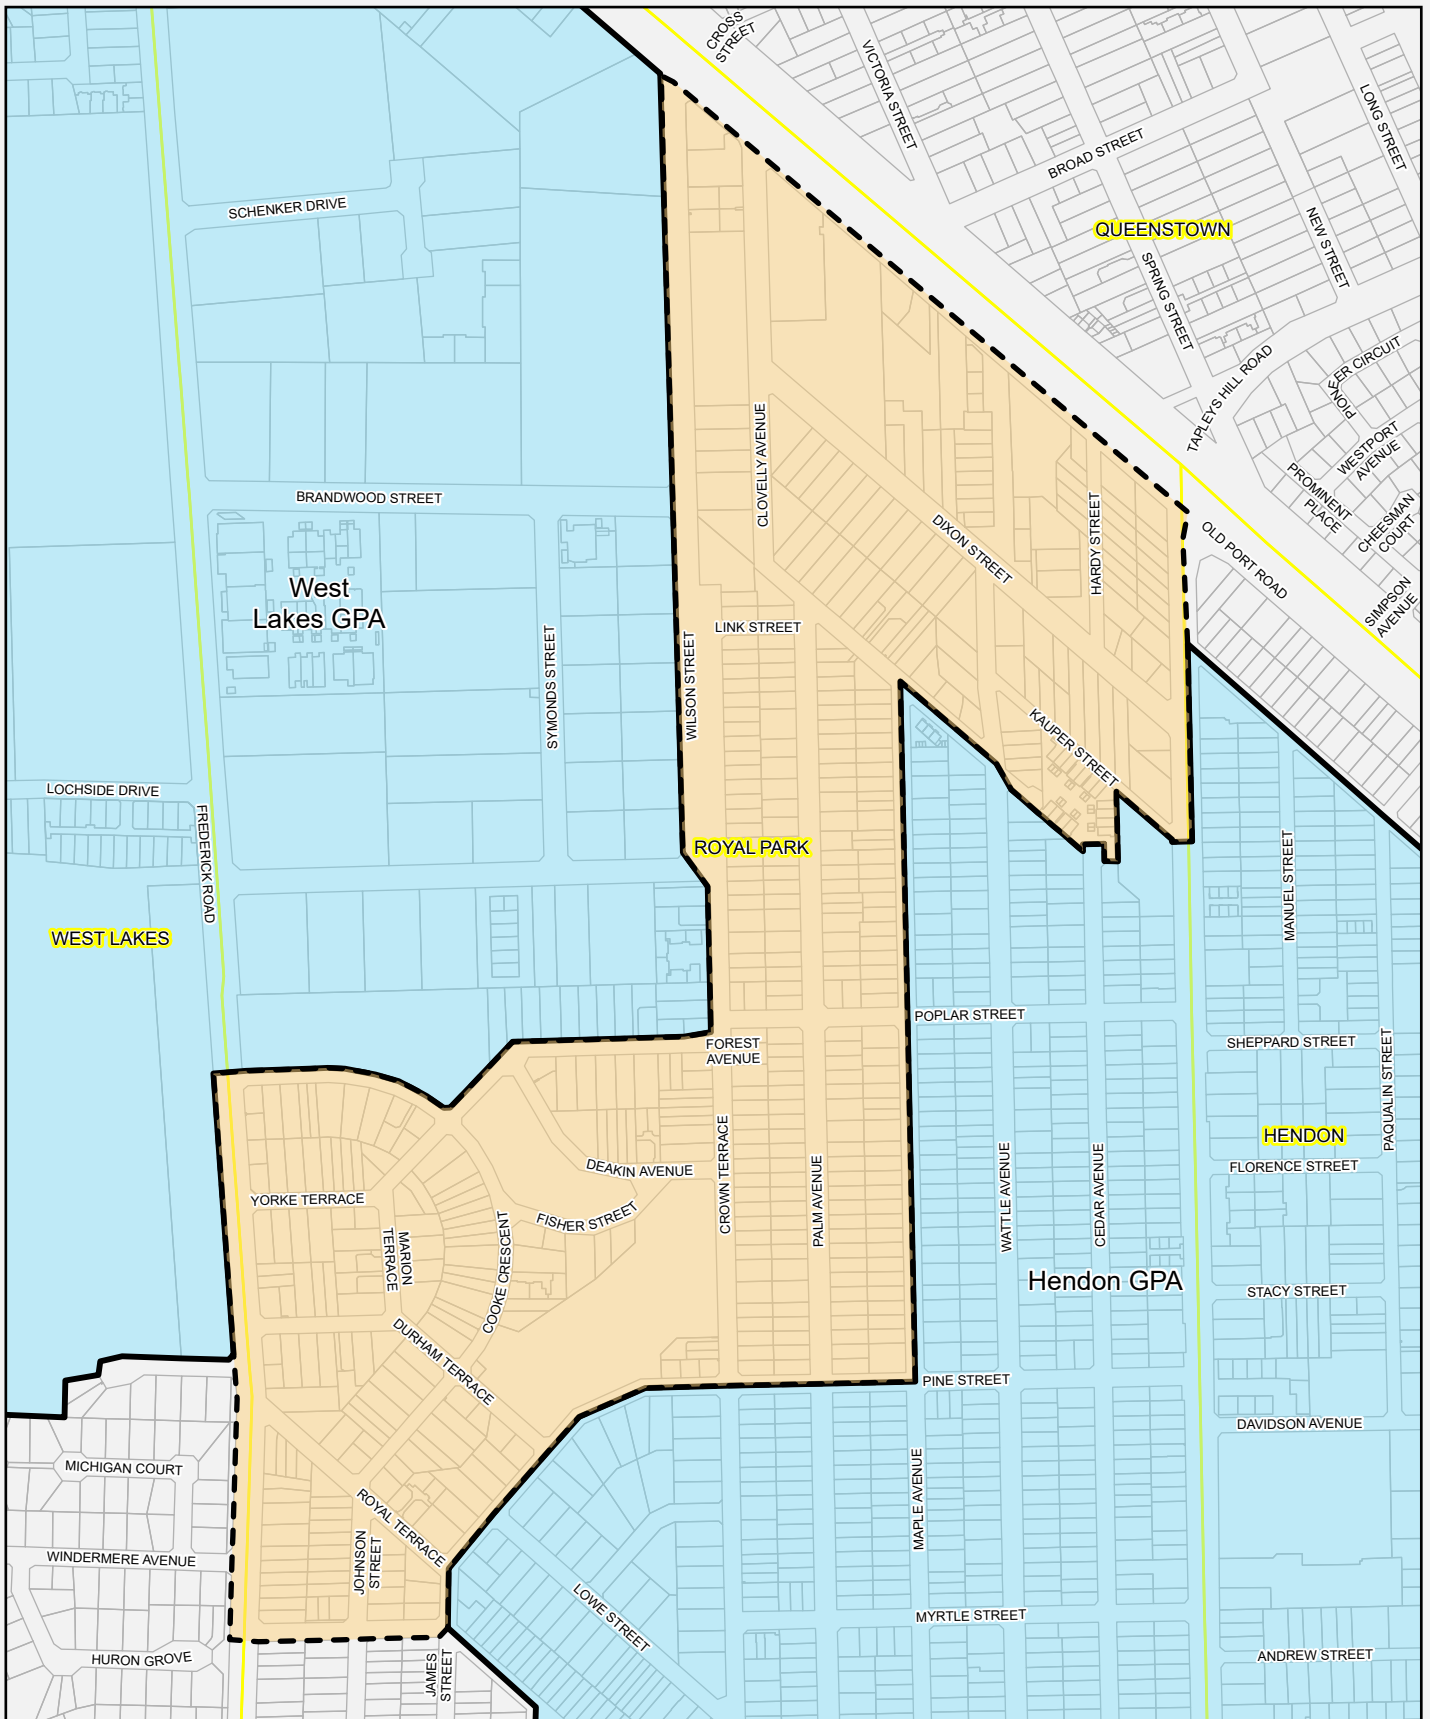 CROSS
STREET
VICTORIA STREET
LONG STREET
BROAD STREET
SCHENKER DRIVE
QUEENSTOWN
NEW STREET
SPRING STREET
TAPLEYS HILL ROAD
PIONEER CIRCUIT
CLOVELLY AVENUE
WESTPORT
AVENUE
BRANDWOOD STREET
PROMINENT
PLACE
CHEESMAN
COURT
DIXON STREET
HARDY STREET
OLD PORT ROAD
West
Lakes GPA
SIMPSON
AVENUE
LINK STREET
WILSON STREET
SYMONDS STREET
KAUPER STREET
LOCHSIDE DRIVE
FREDERICK ROAD
ROYAL PARK
MANUEL STREET
WEST LAKES
POPLAR STREET
FOREST
AVENUE
SHEPPARD STREET
PAQUALIN STREET
HENDON
DEAKIN AVENUE
CROWN TERRACE
PALM AVENUE
WATTLE AVENUE
CEDAR AVENUE
FLORENCE STREET
YORKE TERRACE
FISHER STREET
MARION
TERRACE
COOKE CRESCENT
Hendon GPA
STACY STREET
DURHAM TERRACE
PINE STREET
DAVIDSON AVENUE
MICHIGAN COURT
MAPLE AVENUE
ROYAL TERRACE
WINDERMERE AVENUE
JOHNSON
STREET
LOWE STREET
MYRTLE STREET
HURON GROVE
JAMES
STREET
ANDREW STREET